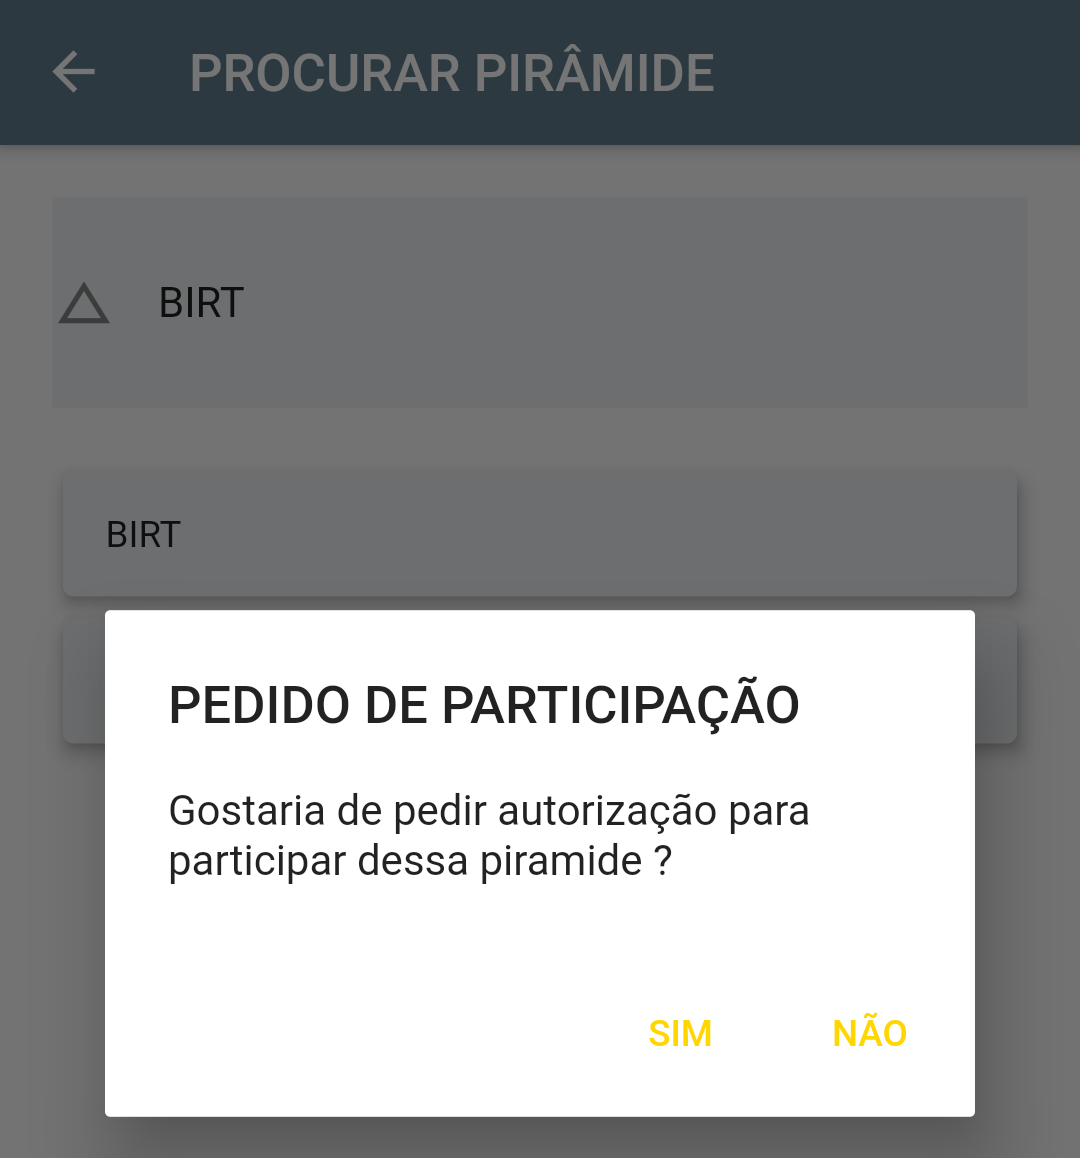 PROCURAR PIRÂMIDE
BIRT
BIRT
PEDIDO DE PARTICIPAÇÃO
Gostaria de pedir autorização para
participar dessa piramide ?
SIM NÃO